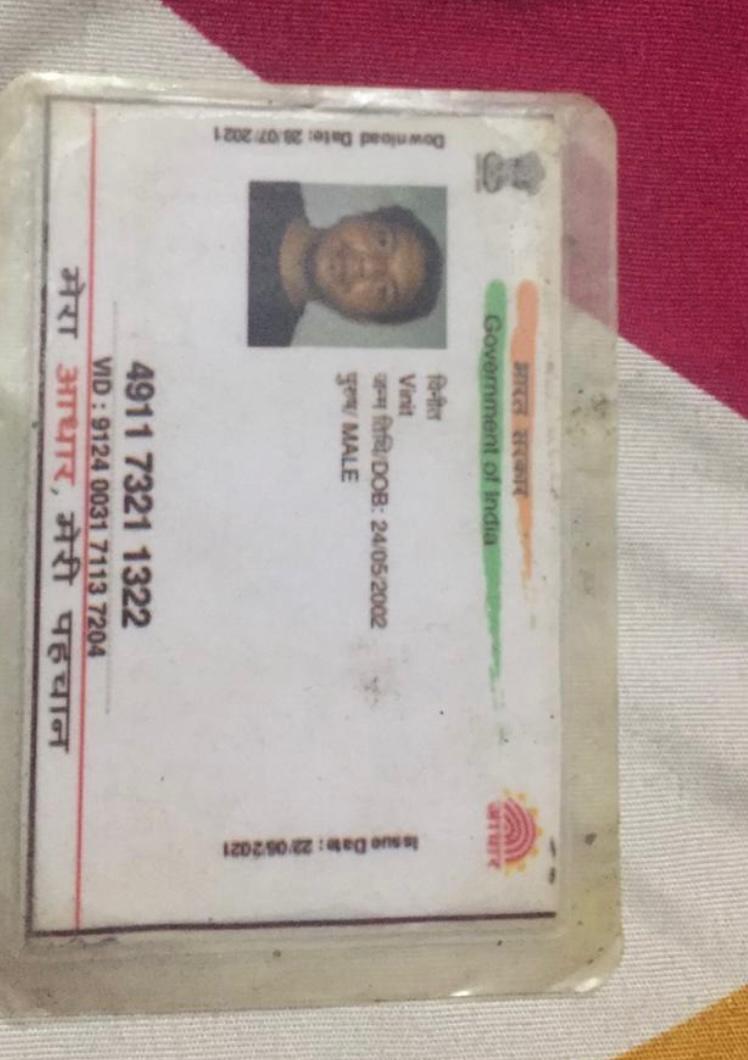 भारत सरकार
Government of India
Download Date: 28/07/2021
विनीत
Vinit
जन्म तिथि/DOB: 24/05/2002
पुरुष/ MALE
Issue Date: 22/06/2021
4911 7321 1322
VID : 9124 0031 7113 7204
मेरा आधार, मेरी पहचान
आधार